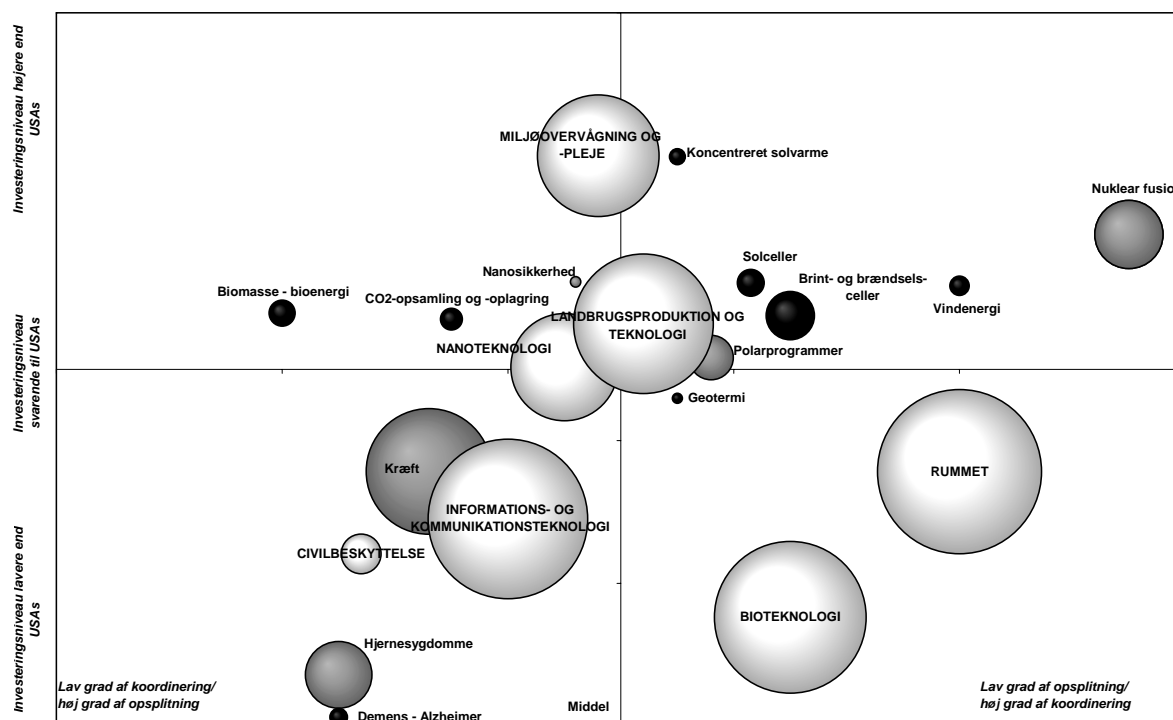 Investeringsniveau højere end
USAs
Investeringsniveau
svarende til USAs
Investeringsniveau lavere end
USAs
MILJØOVERVÅGNING OG
-PLEJE
Koncentreret solvarme
Nuklear fusio
Solceller
Nanosikkerhed
Brint- og brændsels-
celler
Biomasse - bioenergi
CO2-opsamling og -oplagring
Vindenergi
LANDBRUGSPRODUKTION OG
TEKNOLOGI
NANOTEKNOLOGI
Polarprogrammer
Geotermi
Kræft
RUMMET
INFORMATIONS- OG
KOMMUNIKATIONSTEKNOLOGI
CIVILBESKYTTELSE
BIOTEKNOLOGI
Hjernesygdomme
Lav grad af koordinering/
høj grad af opsplitning
Demens - Alzheimer
Middel
Lav grad af opsplitning/
høj grad af koordinering